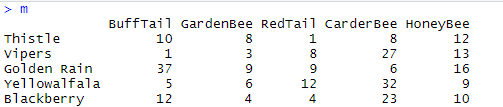 > m
BuffTail GardenBee RedTail CarderBee HoneyBee
Thistle 10 8 1 8 12
Vipers 1 3 8 27 13
Golden Rain 37 9 9 6 16
Yellowalfala 5 6 12 32 9
Blackberry 12 4 4 23 10